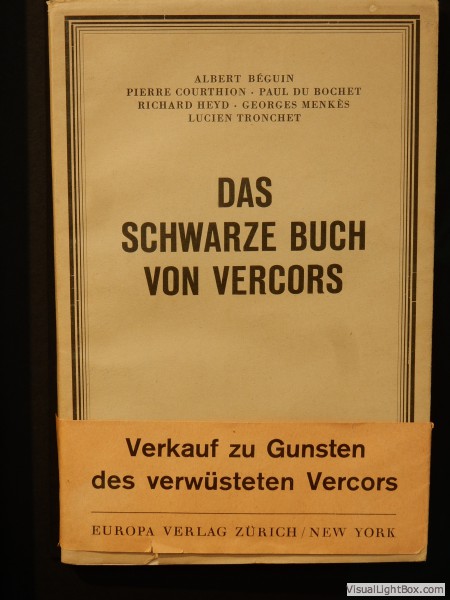 ALBERT BÉGUIN
PIERRE COURTHION · PAUL DU BOCHET
RICHARD HEYD · GEORGES MENKÈS
LUCIEN TRONCHET
DAS
SCHWARZE BUCH
VON VERCORS
Verkauf zu Gunsten
des verwüsteten Vercors
EUROPA VERLAG ZÜRICH / NEW YORK
VisualLightBox.com